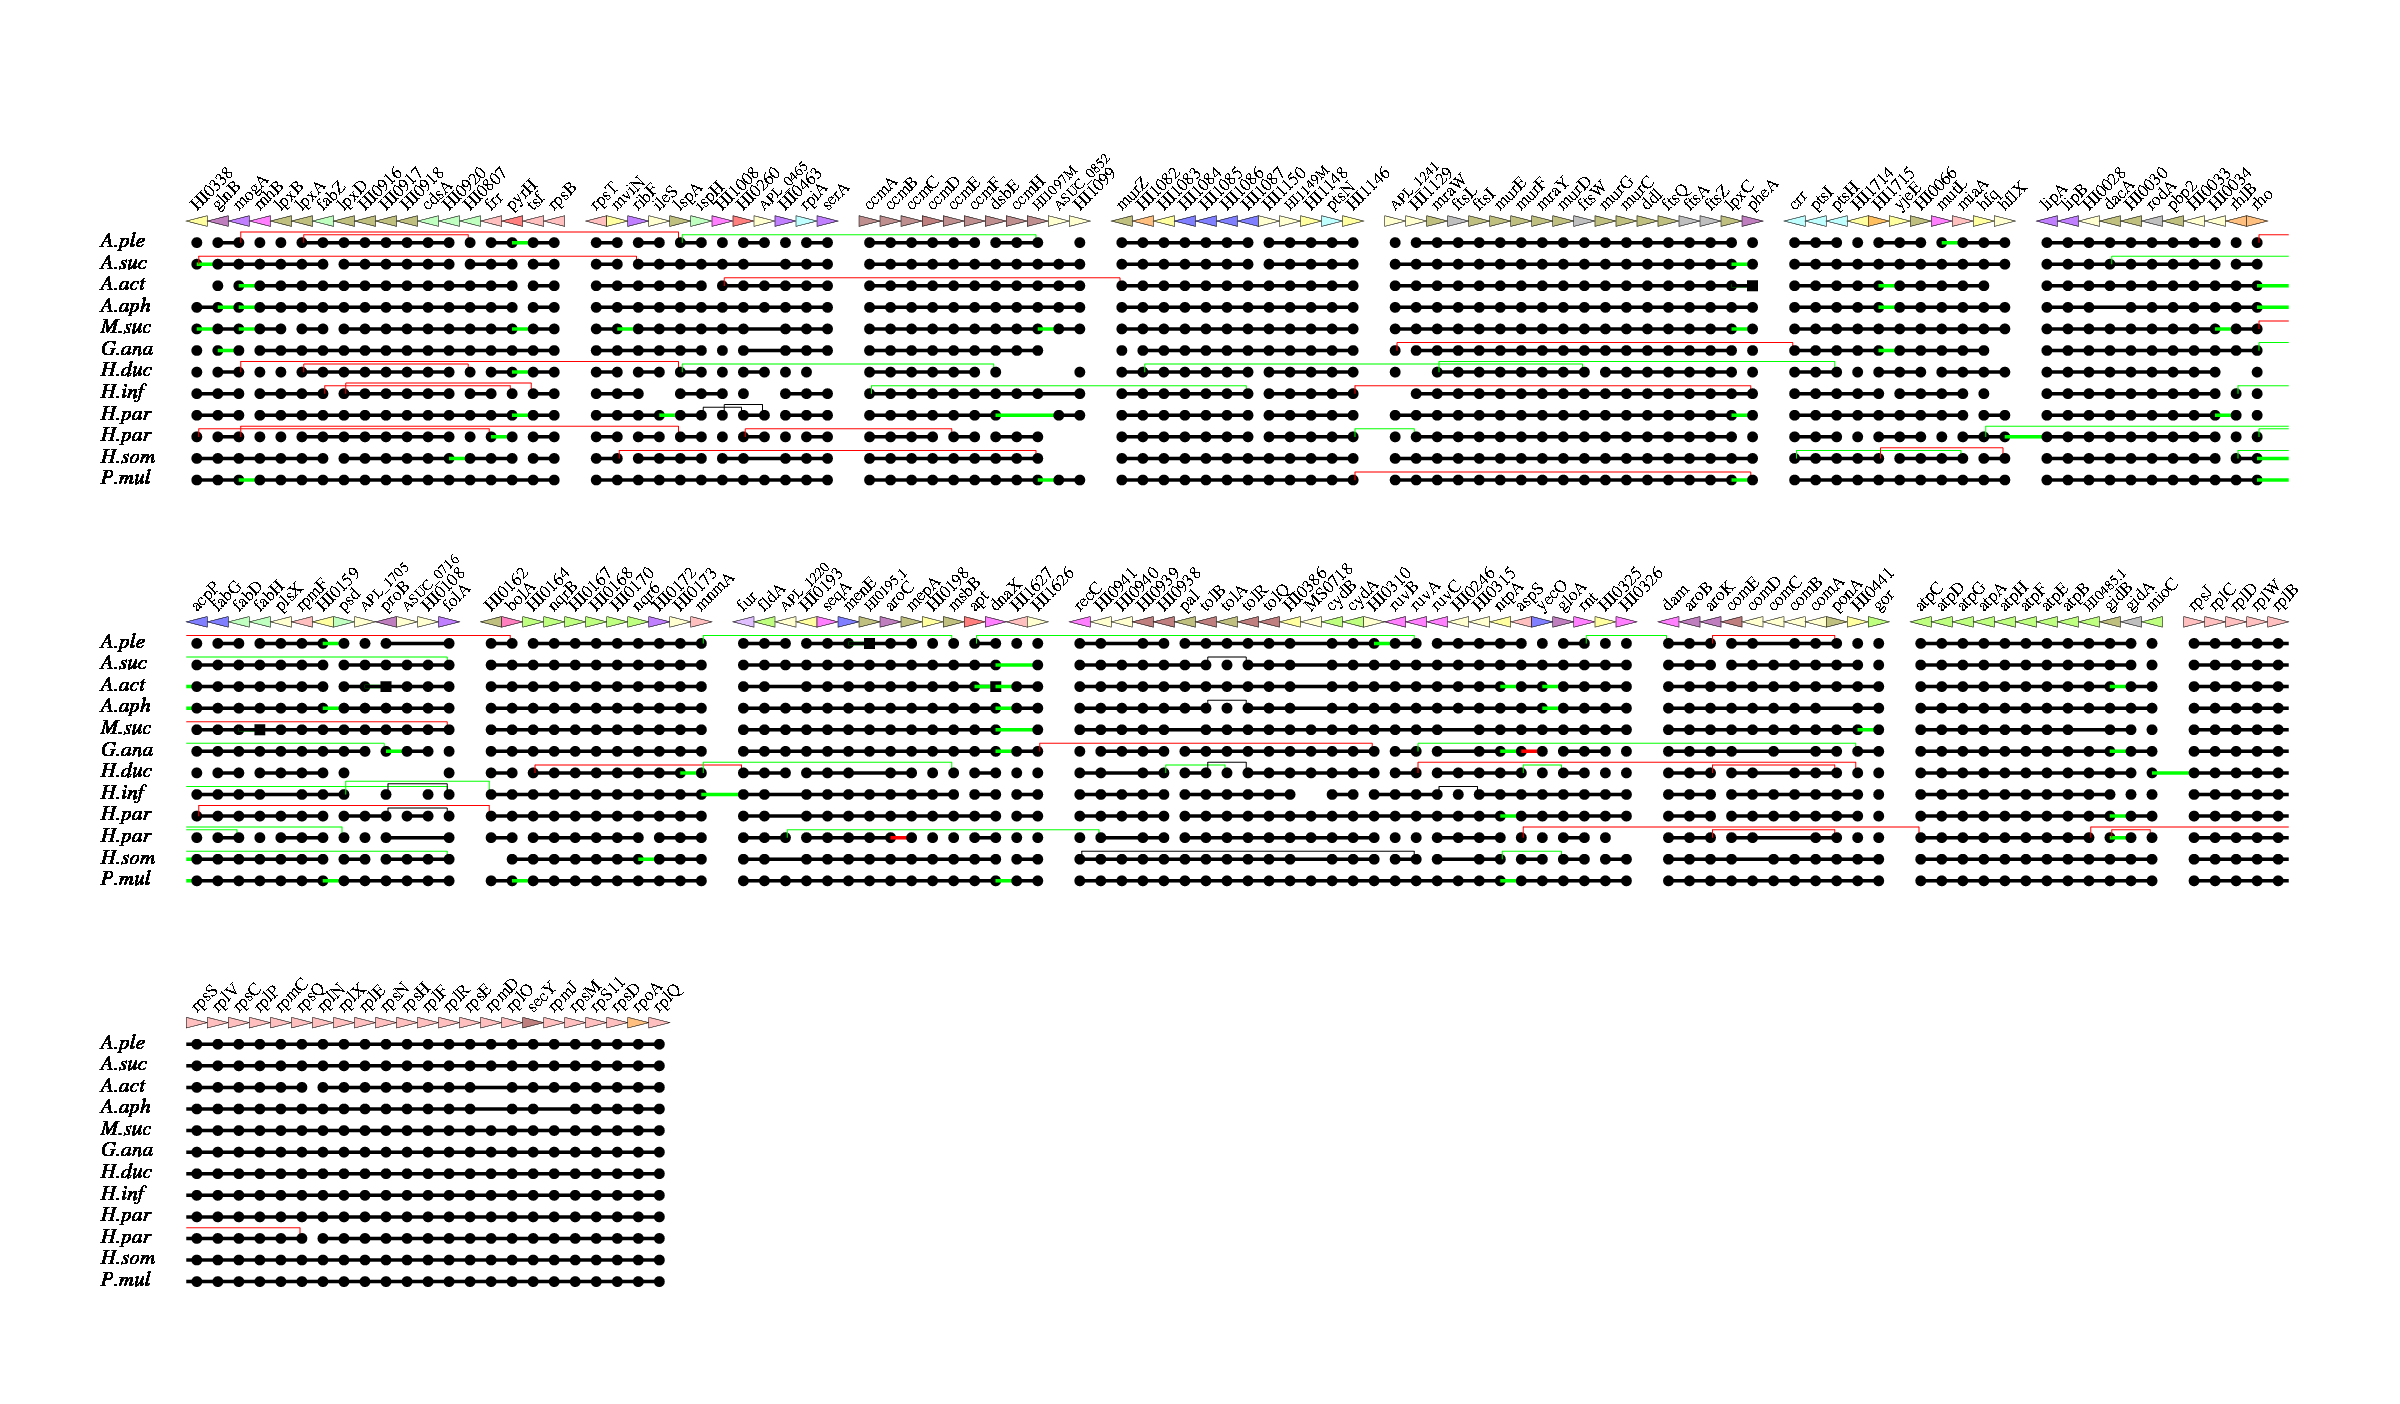 HI0338 glnB mogA rnhB lpxB lpxA fabZ lpxD HI0916 HI0917 HI0918 cdsA HI0920 HI0807 frr pyrH tsf rpsB rpsT mviN ribF ileS lspA ispH HI1008 HI0260 APL_0465 HI0463 rplA serA ccmA ccmB ccmC ccmD ccmE ccmF dsbE ccmH HI1097M ASUC_0852 HI1099 murZ HI1082 HI1083 HI1084 HI1085 HI1086 HI1087 HI1150 HI1149M HI1148 ptsN HI1146 APL_1241 HI1129 mraW ftsL ftsI murE murF mraY murD ftsW murG murC ddl ftsQ ftsA ftsZ lpxC pheA crr ptsI ptsH HI1714 HI1715 yjeE HI0066 mutL miaA hfq hflX lipA lipB HI0028 dacA HI0030 rodA pbp2 HI0033 HI0034 rhlB rho
A.ple
A.suc
A.act
A.aph
M.suc
G.ana
H.duc
H.inf
H.par
H.par
H.som
P.mul
acpP fabG fabD fabH plsX rpmF HI0159 psd APL_1705 proB ASUC_0716 HI0108 folA HI0162 bolA HI0164 nqrB HI0167 HI0168 HI0170 nqr6 HI0172 HI0173 mnmA fur fldA APL_1220 HI0193 seqA menE HI0195.1 aroC mepA HI0198 msbB apt dnaX HI1627 HI1626 recC HI0941 HI0940 HI0939 HI0938 pal tolB tolA tolR tolQ HI0386 MS0718 cydB cydA HI0310 ruvB ruvA ruvC HI0246 HI0315 ntpA aspS yecO gloA rnt HI0325 HI0326 dam aroB aroK comE comD comC comB comA ponA HI0441 gor atpC atpD atpG atpA atpH atpF atpE atpB HI0485.1 gidB gidA mioC rpsJ rplC rplD rplW rplB
A.ple
A.suc
A.act
A.aph
M.suc
G.ana
H.duc
H.inf
H.par
H.par
H.som
P.mul
rpsS rplV rpsC rplP rpmC rpsQ rplN rplX rplE rpsN rpsH rplF rplR rpsE rpmD rplO secY rpmJ rpsM rpS11 rpsD rpoA rplQ
A.ple
A.suc
A.act
A.aph
M.suc
G.ana
H.duc
H.inf
H.par
H.par
H.som
P.mul